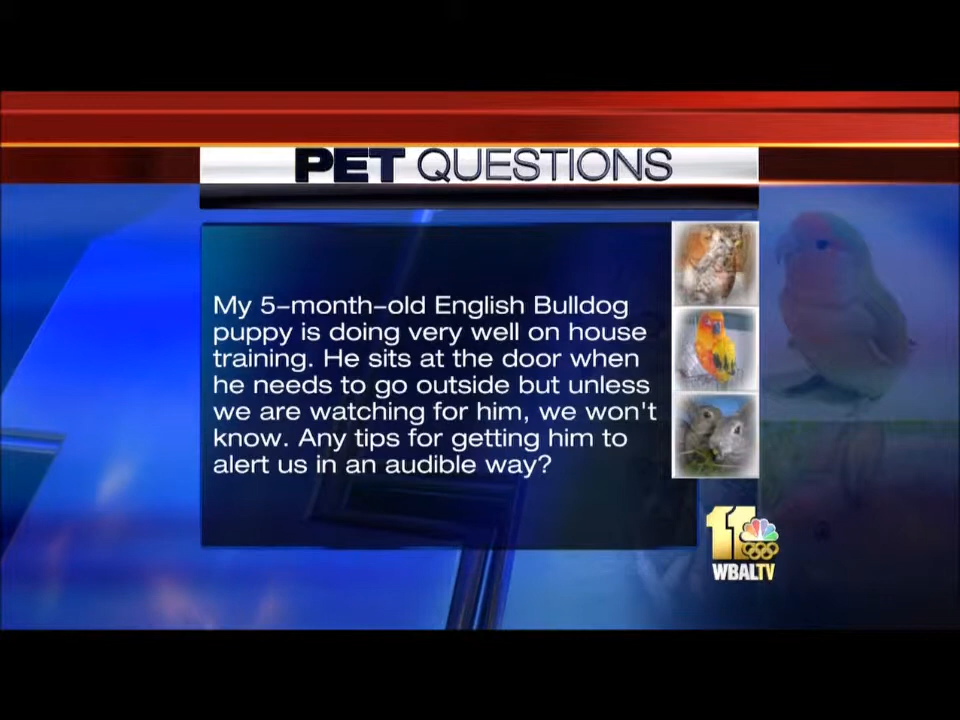 PET QUESTIONS
My 5-month-old English Bulldog
puppy is doing very well on house
training. He sits at the door when
he needs to go outside but unless
we are watching for him, we won't
know. Any tips for getting him to
alert us in an audible way?
11
WBALTV